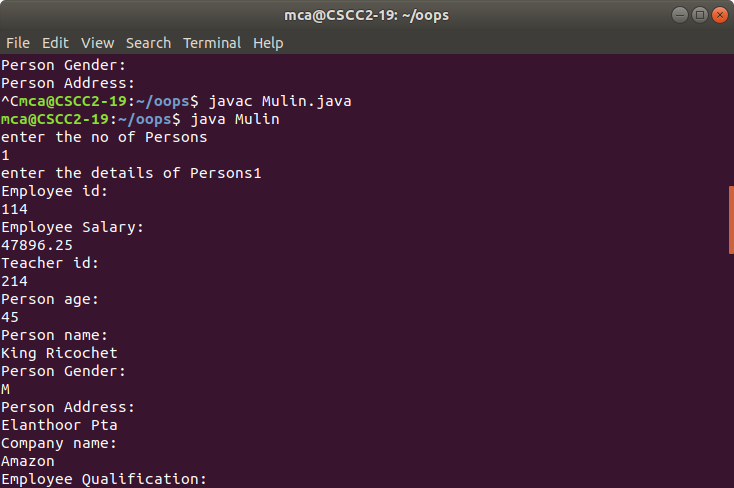 mca@CSCC2-19: ~/oops
File Edit View Search Terminal Help
Person Gender:
Person Address:
^Cmca@CSCC2-19:~/oops$ javac Mulin.java
mca@CSCC2-19:~/oops$ java Mulin
enter the no of Persons
1
enter the details of Persons1
Employee id:
114
Employee Salary:
47896.25
Teacher id:
214
Person age:
45
Person name:
King Ricochet
Person Gender:
M
Person Address:
Elanthoor Pta
Company name:
Amazon
Employee Qualification: